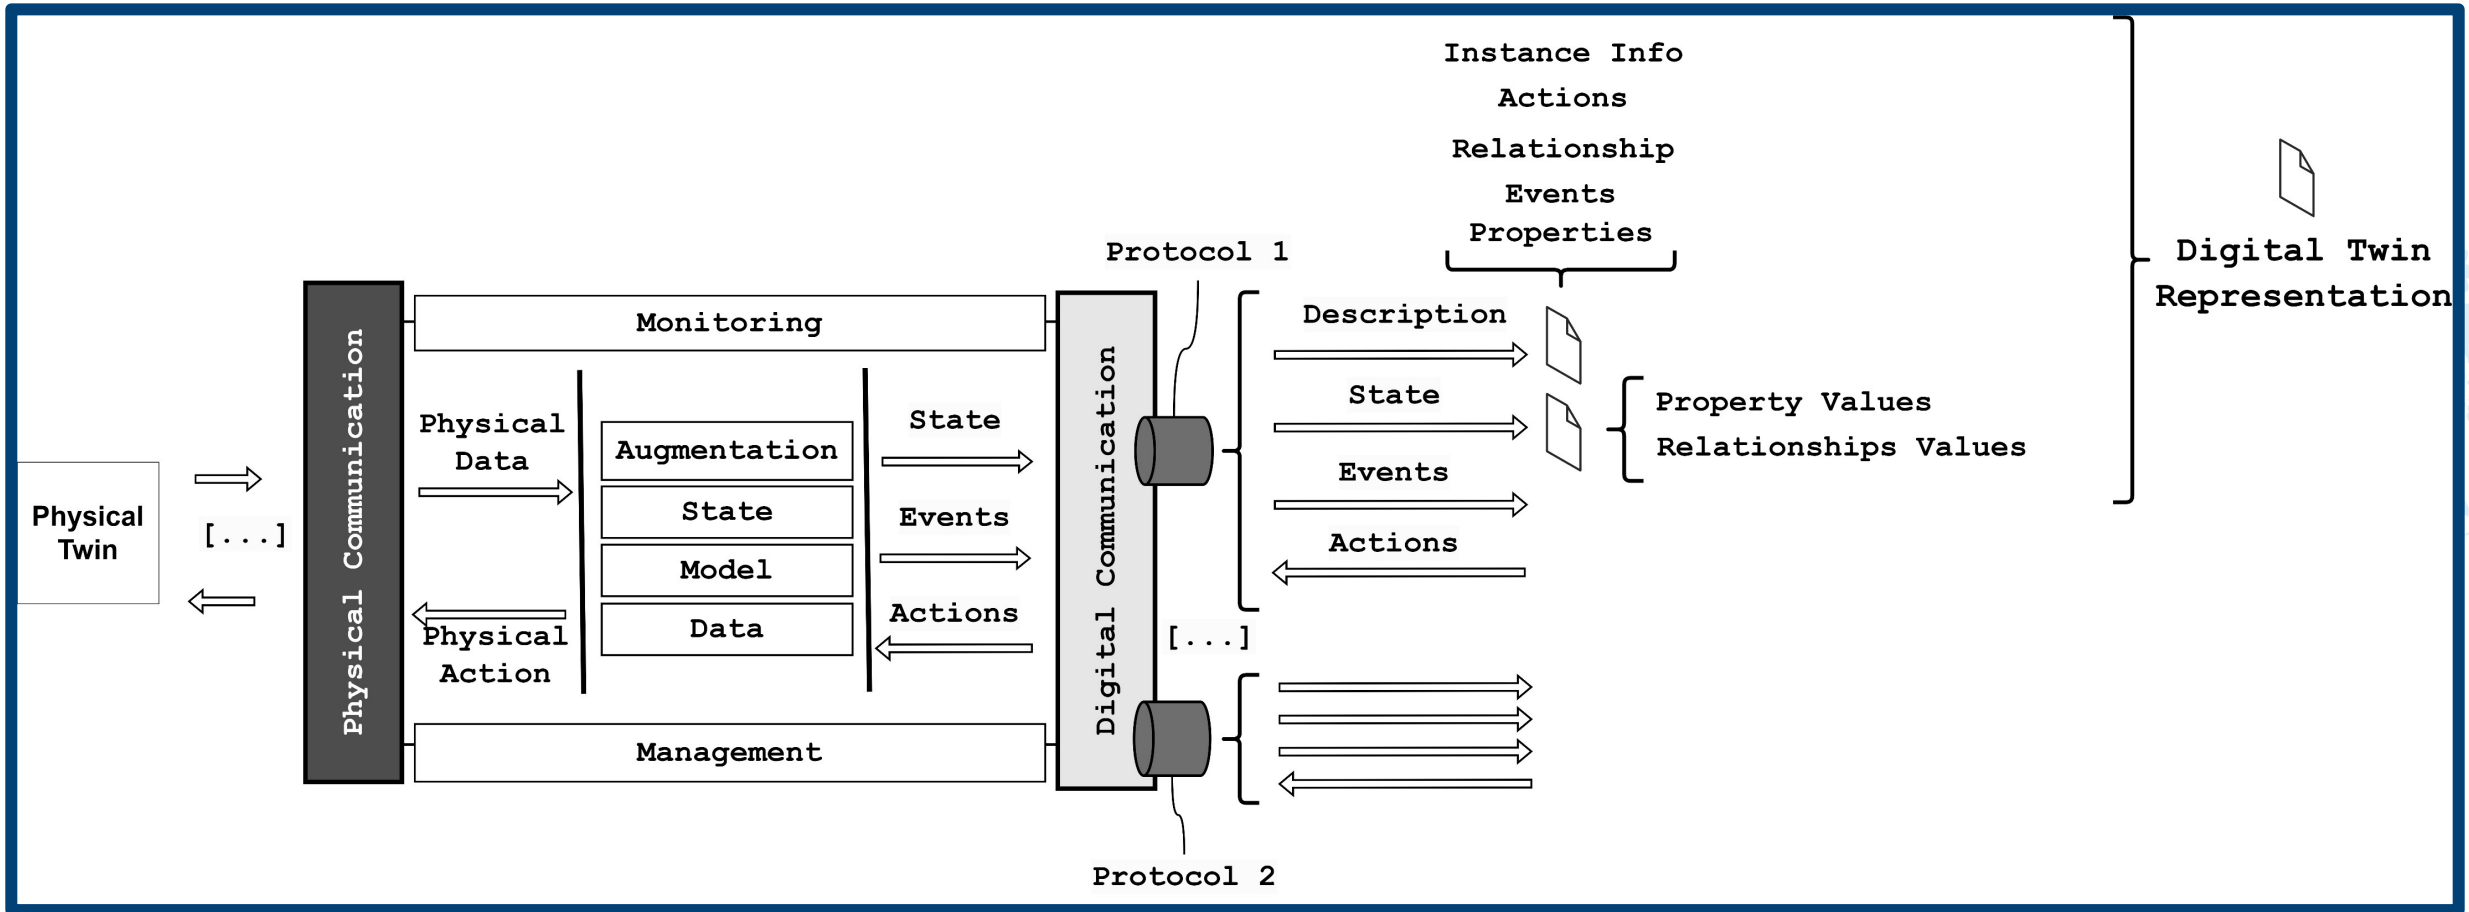 Instance Info
Actions
Relationship
Events
Properties
Digital Twin
Representation
Protocol 1
Description
State
Events
Actions
Property Values
Relationships Values
Physical
Twin
[...]
Physical Communication
Monitoring
Physical
Data
Physical
Action
Augmentation
State
Model
Data
State
Events
Actions
Management
Digital Communication
[...]
Protocol 2